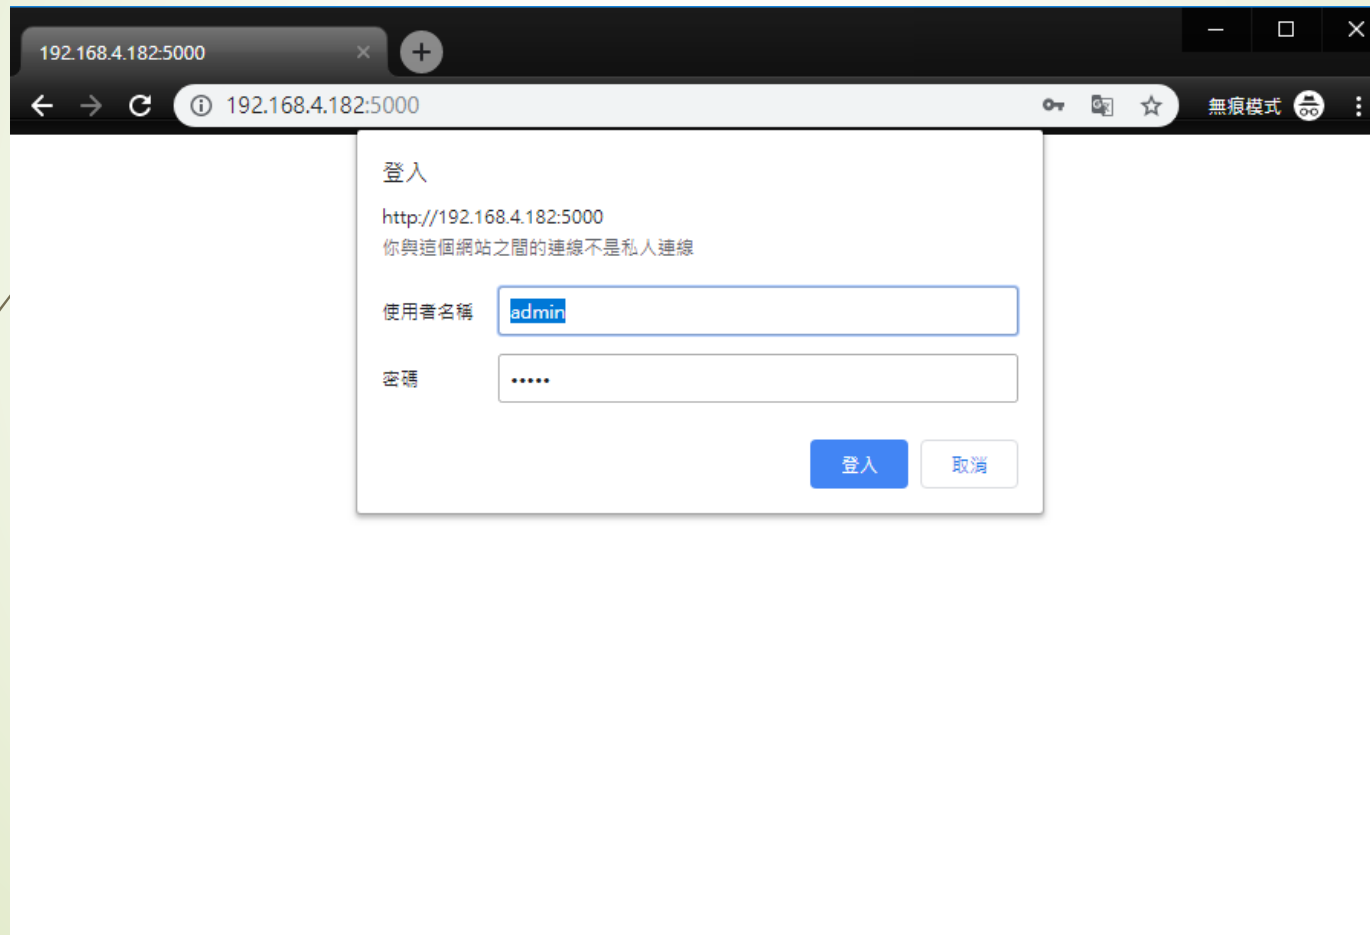 192.168.4.182:5000
192.168.4.182:5000
無痕模式
登入
http://192.168.4.182:5000
你與這個網站之間的連線不是私人連線
使用者名稱
admin
密碼
•••••
登入
取消